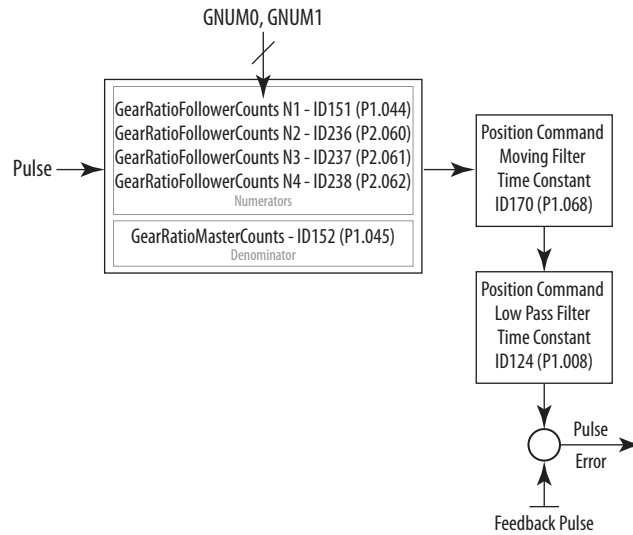 GNUM0, GNUM1
GearRatioFollowerCounts N1 - ID151 (P1.044)
GearRatioFollowerCounts N2 - ID236 (P2.060)
GearRatioFollowerCounts N3 - ID237 (P2.061)
GearRatioFollowerCounts N4 - ID238 (P2.062)
Numerators
Pulse
GearRatioMasterCounts - ID152 (P1.045)
Denominator
Position Command
Moving Filter
Time Constant
ID170 (P1.068)
Position Command
Low Pass Filter
Time Constant
ID124 (P1.008)
Pulse
Error
Feedback Pulse